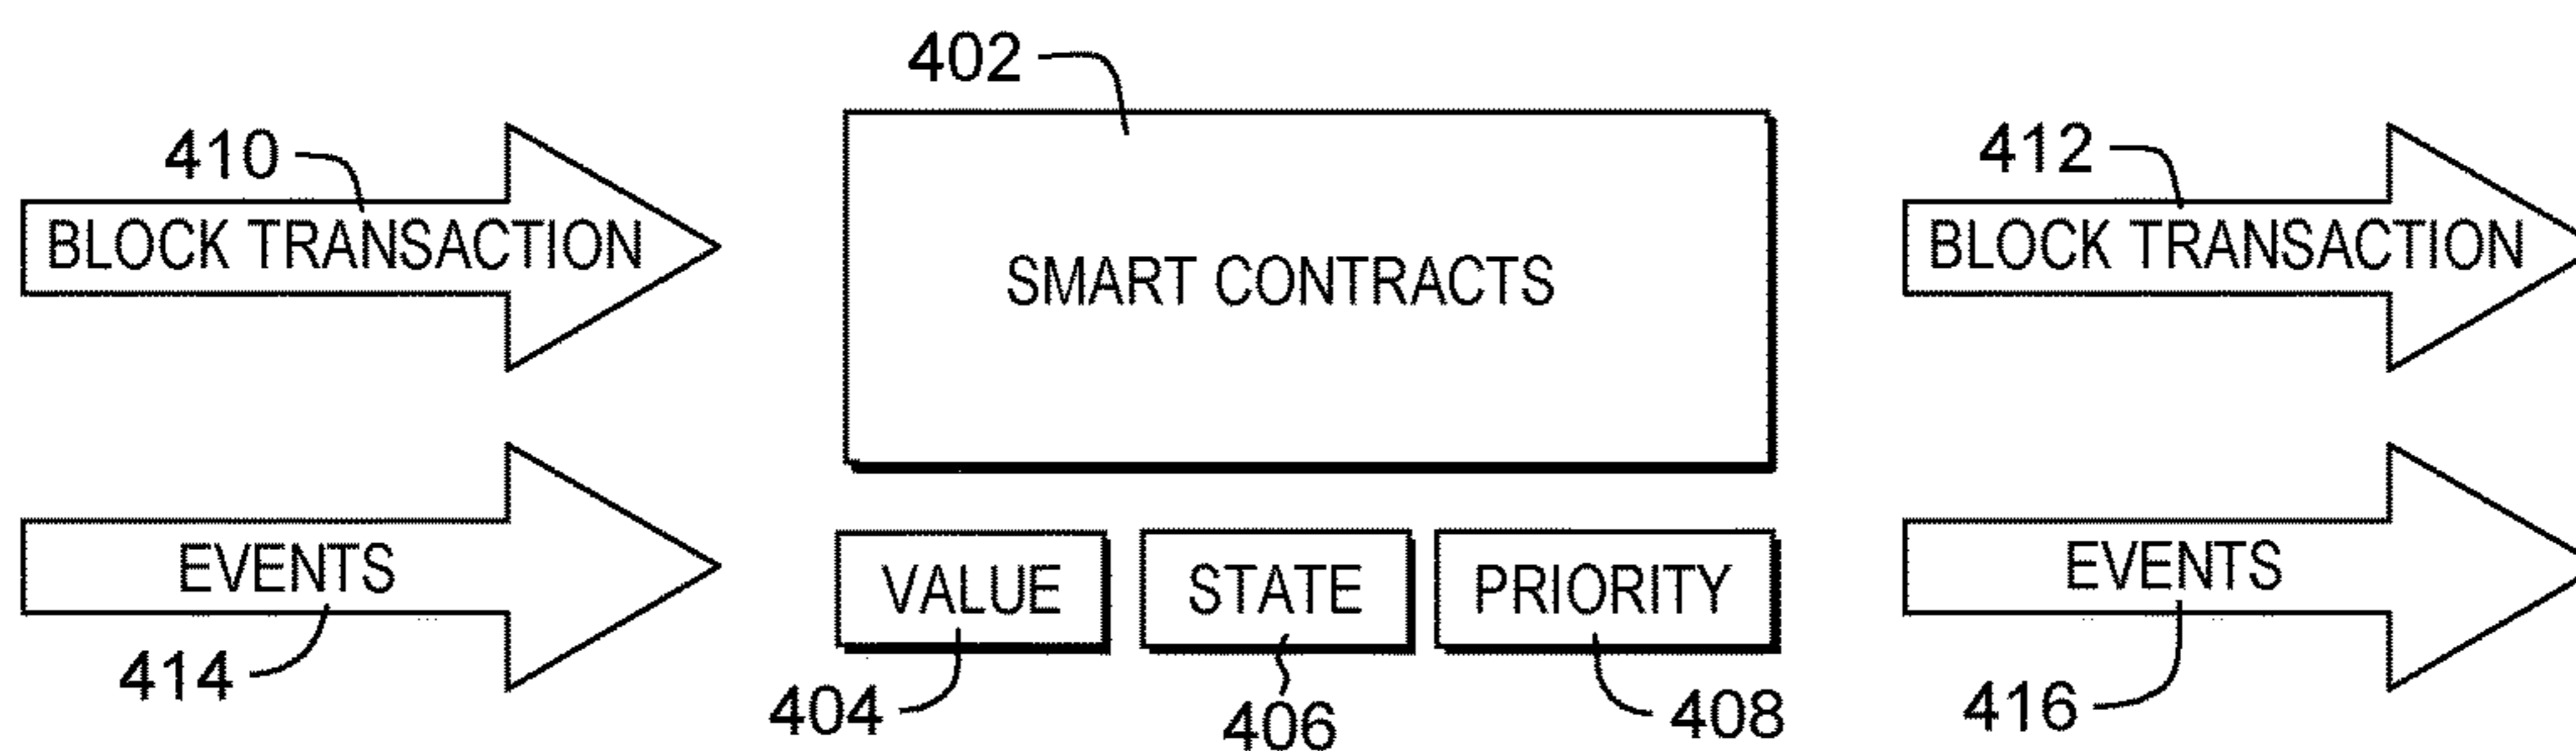 402
410
412
BLOCK TRANSACTION
SMART CONTRACTS
BLOCK TRANSACTION
EVENTS
VALUE
STATE
PRIORITY
EVENTS
414
404
406
408
416